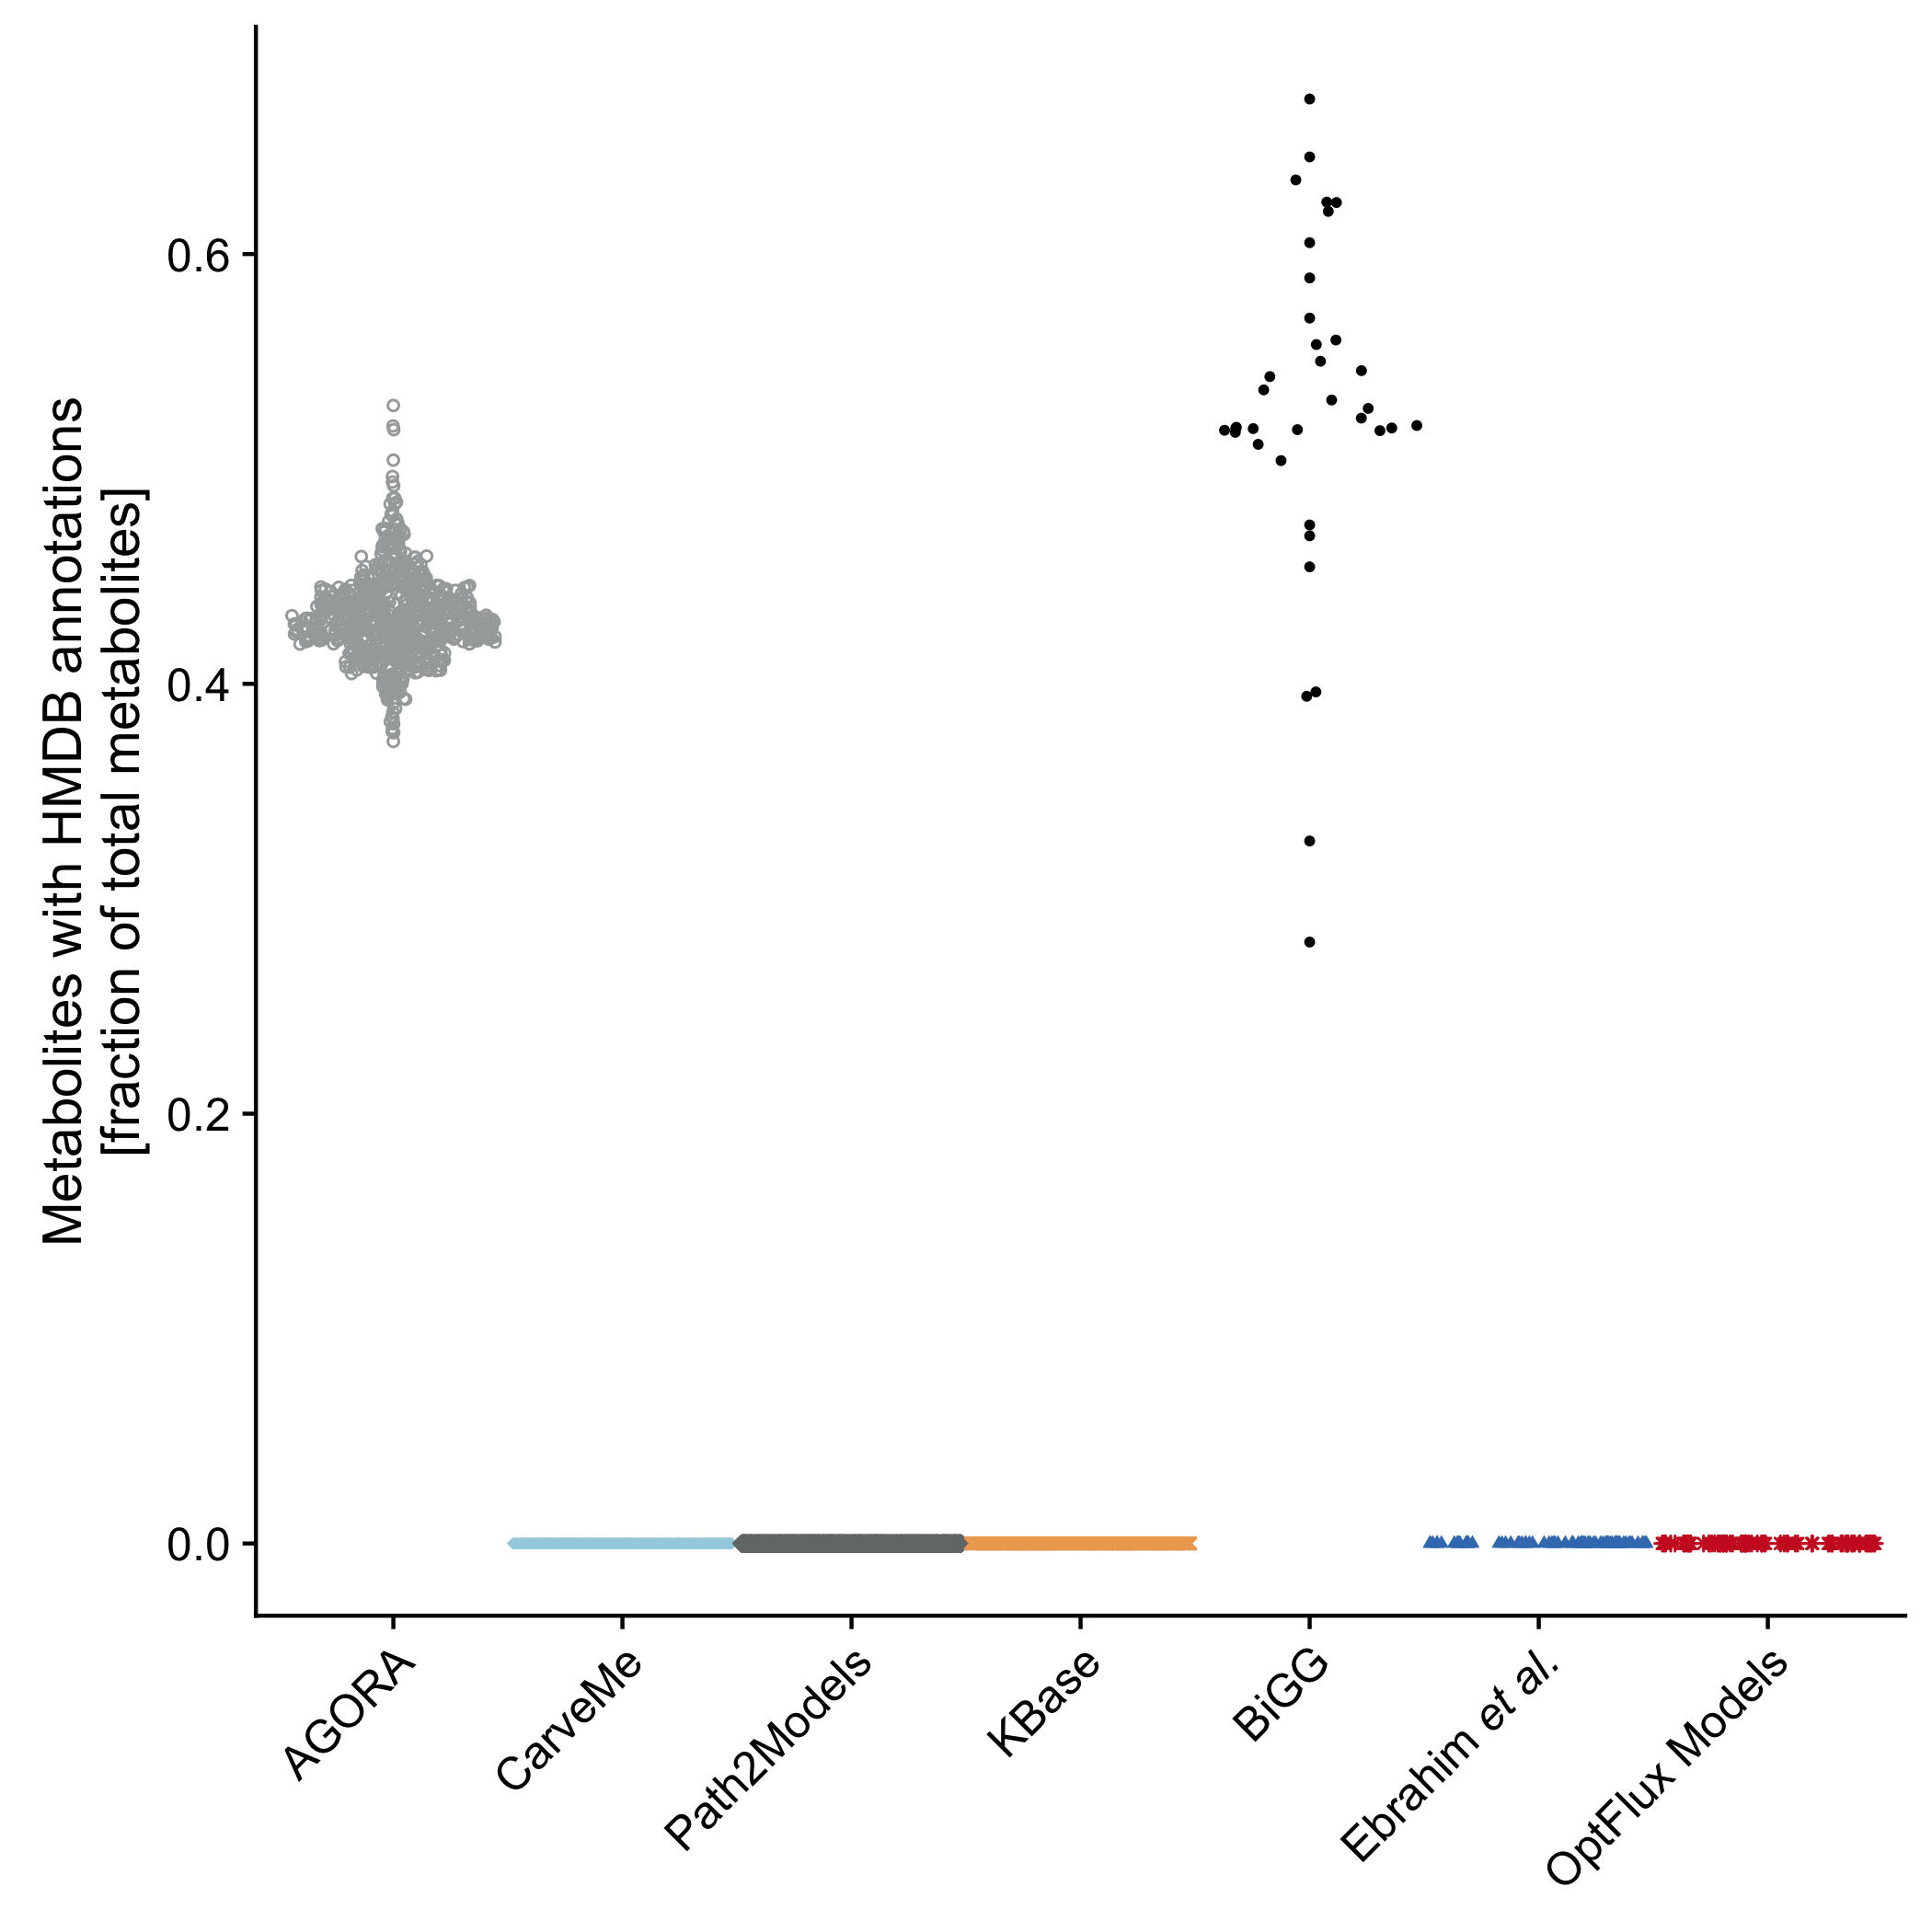 Metabolites with HMDB annotations
[fraction of total metabolites]
0.6
0.4
0.2
0.0
AGORA
CarveMe
Path2Models
KBase
BiGG
Ebrahim et al.
OptFlux Models